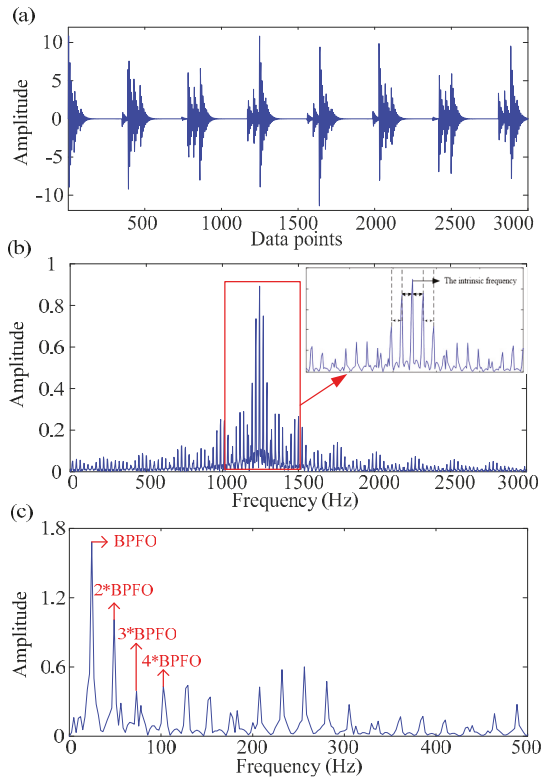 (a)
10
5
0
-5
-10
Amplitude
500
1000
1500
2000
2500
3000
Data points
(b)
1
0.8
0.6
0.4
0.2
0
Amplitude
The intrinsic frequency
0
500
1000
1500
2000
2500
3000
Frequency (Hz)
(c)
1.8
1.2
0.6
0
Amplitude
BPFO
2*BPFO
3*BPFO
4*BPFO
0
100
200
300
400
500
Frequency (Hz)